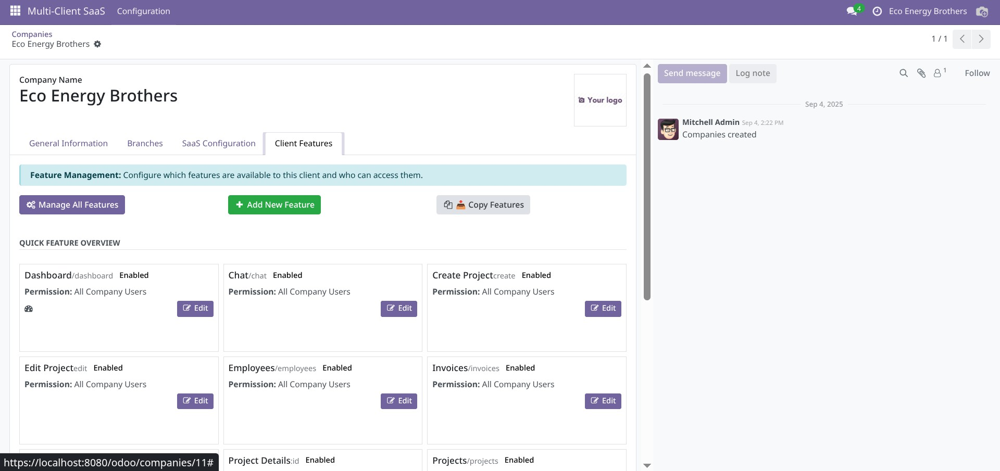 Multi-Client SaaS Configuration 4 Eco Energy Brothers
Companies
Eco Energy Brothers 1 / 1
Company Name
Eco Energy Brothers
Your logo
General Information Branches SaaS Configuration Client Features
Feature Management: Configure which features are available to this client and who can access them.
Manage All Features Add New Feature Copy Features
QUICK FEATURE OVERVIEW
Dashboard/dashboard Enabled
Permission: All Company Users
Edit
Chat/chat Enabled
Permission: All Company Users
Edit
Create Projectcreate Enabled
Permission: All Company Users
Edit
Edit Projectedit Enabled
Permission: All Company Users
Edit
Employees/employees Enabled
Permission: All Company Users
Edit
Invoices/invoices Enabled
Permission: All Company Users
Edit
Project Details:id Enabled
Projects/projects Enabled
https://localhost:8080/odoo/companies/11#
Send message Log note 1 Follow
Sep 4, 2025
Mitchell Admin Sep 4, 2:22 PM
Companies created